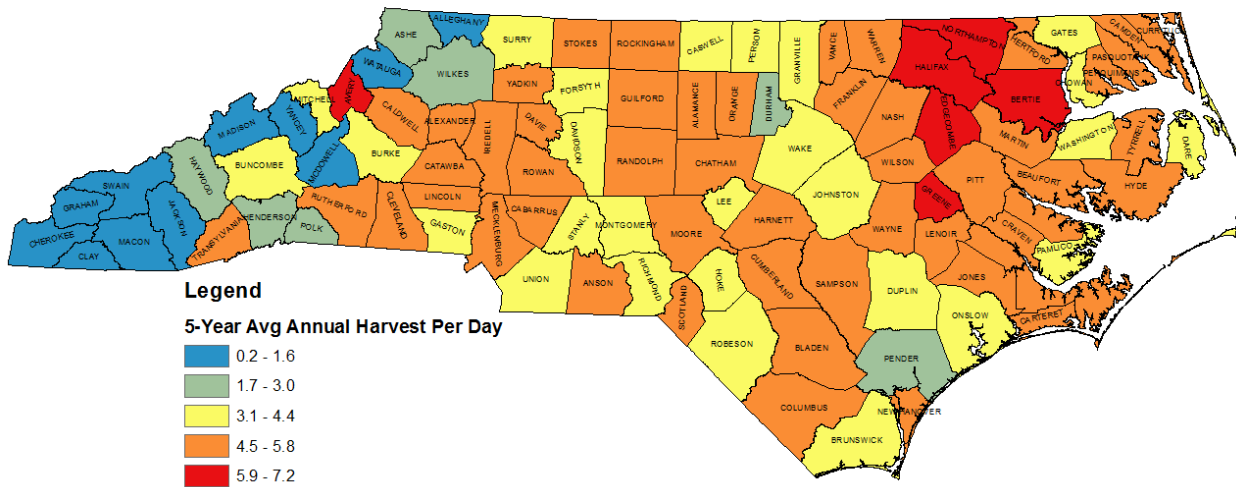 ALLEGHANY
ASHE
SURRY
STOKES
ROCKINGHAM
CASWELL
PERSON
GRANVILLE
VANCE
WARREN
NORTHAMPTON
HERTFORD
GATES
CAMDEN
CURRITUCK
PASQUOTANK
PERQUIMANS
CHOWAN
HALIFAX
BERTIE
WATAUGA
WILKES
YADKIN
FORSYTH
GUILFORD
ALAMANCE
ORANGE
DURHAM
FRANKLIN
NASH
EDGECOMBE
MARTIN
WASHINGTON
TYRRELL
DARE
MITCHELL
AVERY
CALDWELL
ALEXANDER
IREDELL
DAVIE
DAVIDSON
RANDOLPH
CHATHAM
WAKE
WILSON
PITT
BEAUFORT
HYDE
MADISON
YANCEY
MCDOWELL
BURKE
CATAWBA
ROWAN
JOHNSTON
GREENE
HAYWOOD
BUNCOMBE
LINCOLN
SWAIN
GRAHAM
JACKSON
CHEROKEE
MACON
CLAY
TRANSYLVANIA
HENDERSON
POLK
RUTHERFORD
CLEVELAND
GASTON
MECKLENBURG
CABARRUS
STANLY
MONTGOMERY
MOORE
LEE
HARNETT
WAYNE
LENOIR
CRAVEN
PAMLICO
JONES
CARTERET
UNION
ANSON
RICHMOND
SCOTLAND
HOKE
CUMBERLAND
SAMPSON
DUPLIN
ONSLOW
ROBESON
BLADEN
PENDER
COLUMBUS
NEW HANOVER
BRUNSWICK
Legend
5-Year Avg Annual Harvest Per Day
0.2 - 1.6
1.7 - 3.0
3.1 - 4.4
4.5 - 5.8
5.9 - 7.2